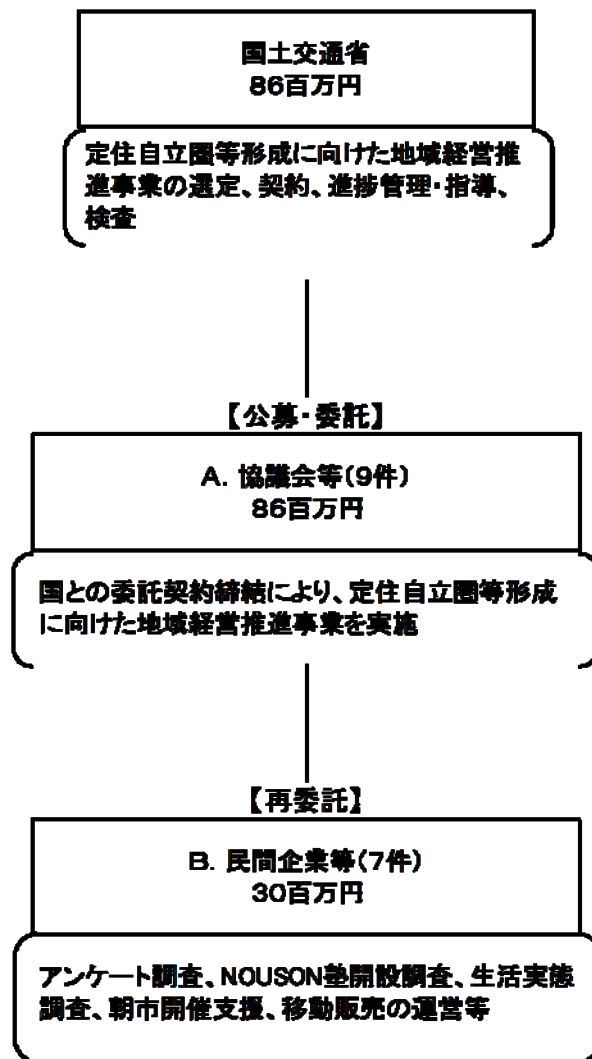 国土交通省
86百万円
定住自立圏等形成に向けた地域経営推
進事業の選定、契約、進捗管理・指導、
検査
【公募・委託】
A. 協議会等(9件)
86百万円
国との委託契約締結により、定住自立圏等形成
に向けた地域経営推進事業を実施
【再委託】
B. 民間企業等(7件)
30百万円
アンケート調査、NOUSON塾開設調査、生活実態
調査、朝市開催支援、移動販売の運営等